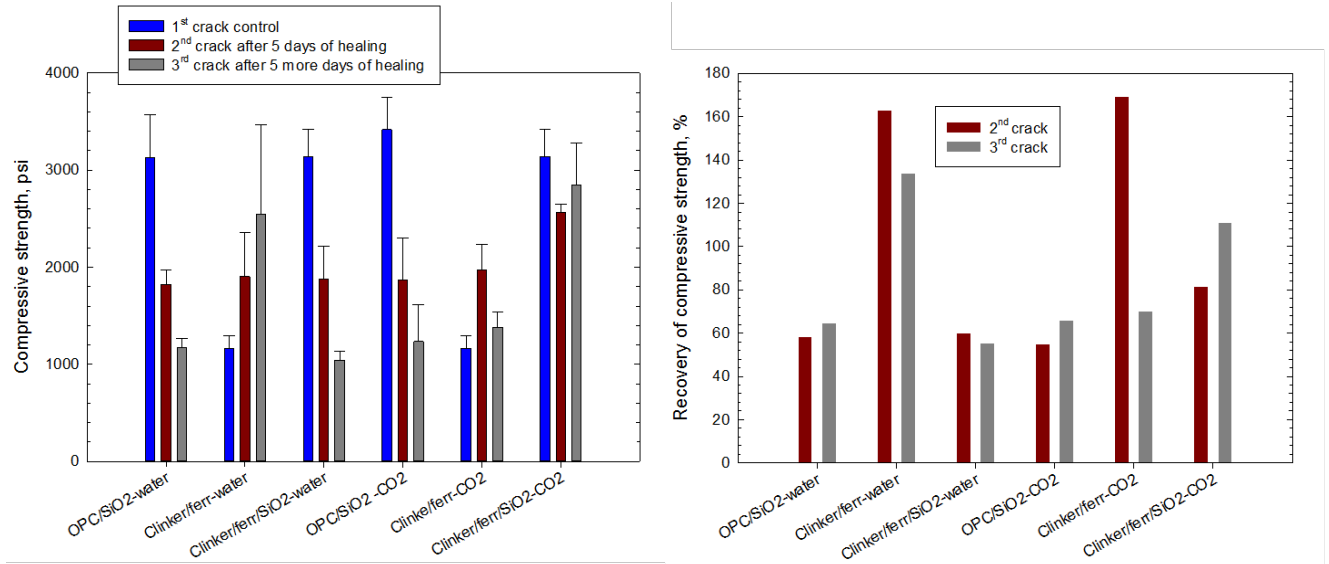 1st crack control
2nd crack after 5 days of healing
3rd crack after 5 more days of healing
Compressive strength, psi
4000
3000
2000
1000
0
OPC/SiO2-water
Clinker/ferr-water
Clinker/ferr/SiO2-water
OPC/SiO2-CO2
Clinke/ferr-CO2
Clinker/ferr/SiO2-CO2
Recovery of compressive strength, %
180
160
140
120
100
80
60
40
20
0
2nd crack
3rd crack
OPC/SiO2-water
Clinker/ferr-water
Clinker/ferr/SiO2-water
OPC/SiO2-CO2
Clinker/ferr-CO2
Clinker/ferr/SiO2-CO2